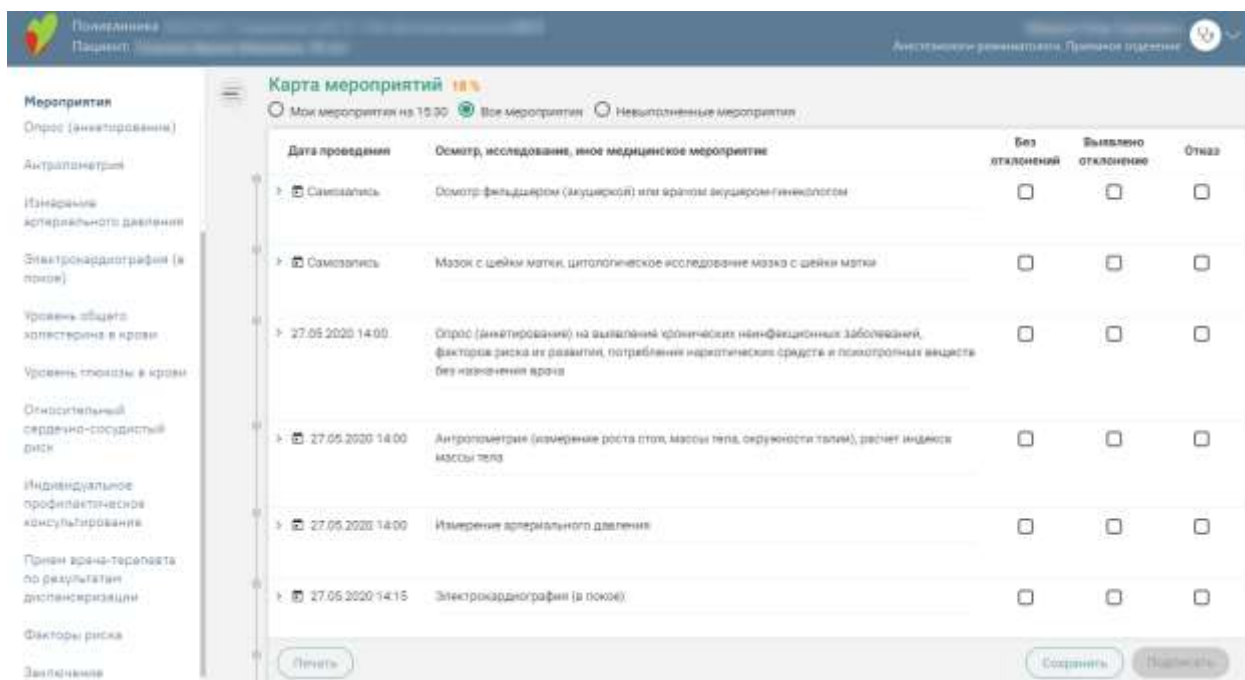 Поликлиника
Пациент:
Анестезиологи-реаниматологи, Приемное отделение
Мероприятия
Опрос (анкетирование)
Антропометрия
Измерение
артериального давления
Электрокардиография (в
покое)
Уровень общего
холестерина в крови
Уровень глюкозы в крови
Относительный
сердечно-сосудистый
риск
Индивидуальное
профилактическое
консультирование
Прием врача-терапевта
по результатам
диспансеризации
Факторы риска
Заключение
Карта мероприятий 18%
Мои мероприятия на 15:30 Все мероприятия Невыполненные мероприятия
Дата проведения Осмотр, исследование, иное медицинское мероприятие Без отклонений Выявлено отклонение Отказ
Самозапись Осмотр фельдшером (акушеркой) или врачом акушером-гинекологом
Самозапись Мазок с шейки матки, цитологическое исследование мазка с шейки матки
27.05.2020 14:00 Опрос (анкетирование) на выявление хронических неинфекционных заболеваний,
факторов риска их развития, потребления наркотических средств и психотропных веществ
без назначения врача
27.05.2020 14:00 Антропометрия (измерение роста стоя, массы тела, окружности талии), расчет индекса
массы тела
27.05.2020 14:00 Измерение артериального давления
27.05.2020 14:15 Электрокардиография (в покое)
Печать Сохранить Подписать